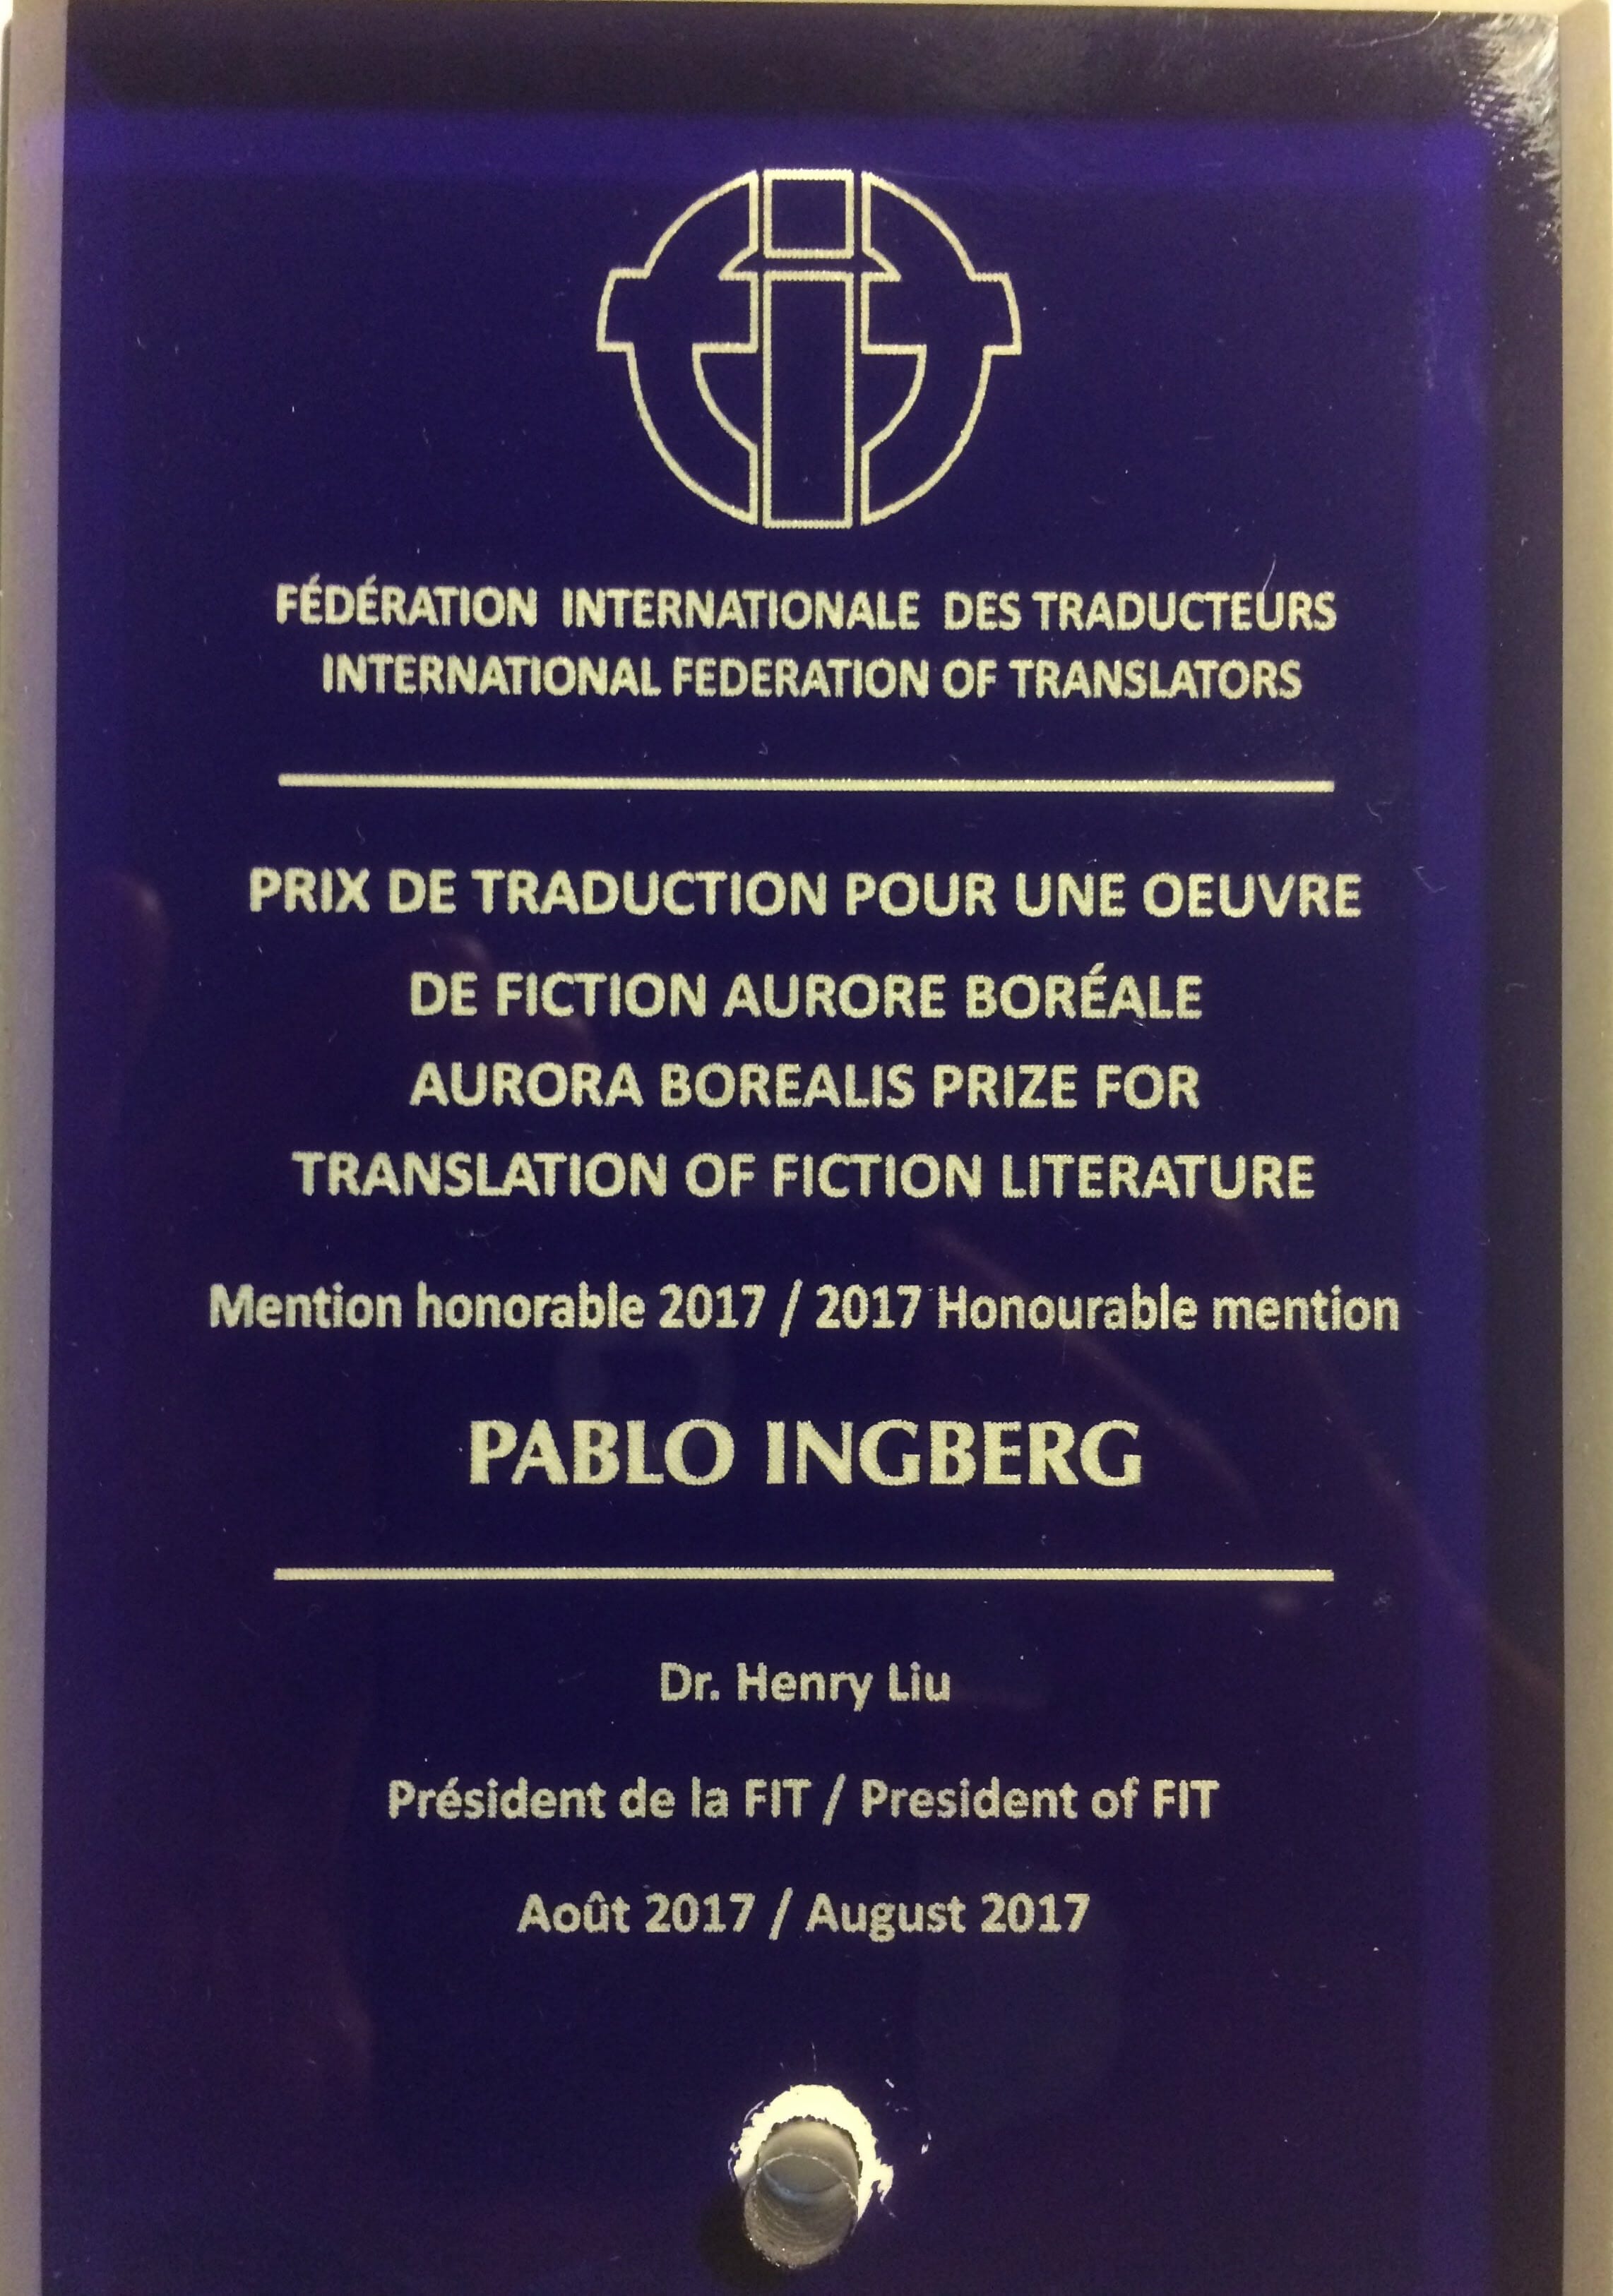 FÉDÉRATION INTERNATIONALE DES TRADUCTEURS
INTERNATIONAL FEDERATION OF TRANSLATORS
PRIX DE TRADUCTION POUR UNE OEUVRE
DE FICTION AURORE BORÉALE
AURORA BOREALIS PRIZE FOR
TRANSLATION OF FICTION LITERATURE
Mention honorable 2017 / 2017 Honourable mention
PABLO INGBERG
Dr. Henry Liu
Président de la FIT / President of FIT
Août 2017 / August 2017